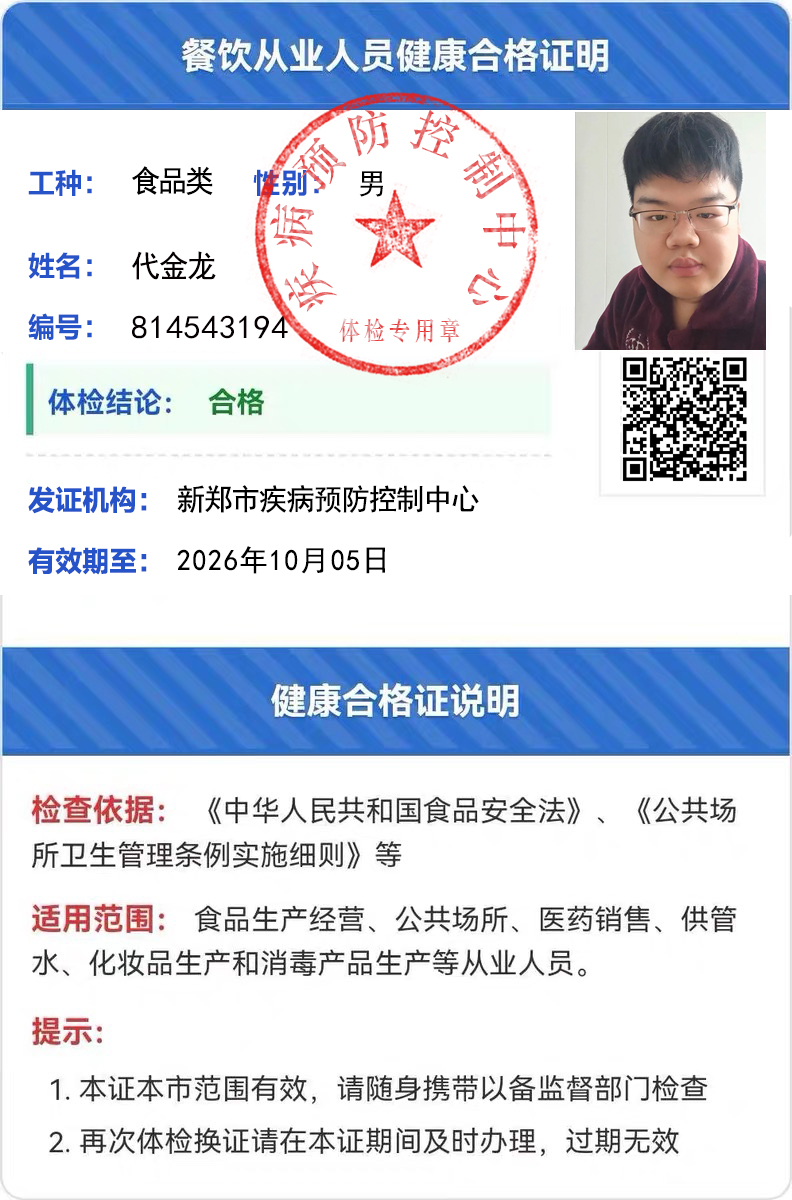 餐饮从业人员健康合格证明
工种： 食品类 性别： 男
姓名： 代金龙
编号： 814543194
疾病预防控制中心
体检专用章
体检结论： 合格
发证机构： 新郑市疾病预防控制中心
有效期至： 2026年10月05日
健康合格证说明
检查依据： 《中华人民共和国食品安全法》、《公共场
所卫生管理条例实施细则》等
适用范围： 食品生产经营、公共场所、医药销售、供管
水、化妆品生产和消毒产品生产等从业人员。
提示：
1. 本证本市范围有效，请随身携带以备监督部门检查
2. 再次体检换证请在本证期间及时办理，过期无效